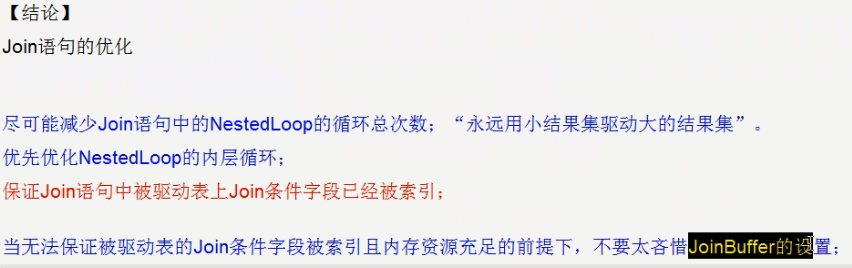 【结论】
Join语句的优化
尽可能减少Join语句中的NestedLoop的循环总次数；“永远用小结果集驱动大的结果集”。
优先优化NestedLoop的内层循环；
保证Join语句中被驱动表上Join条件字段已经被索引；
当无法保证被驱动表的Join条件字段被索引且内存资源充足的前提下，不要太吝惜JoinBuffer的设置；